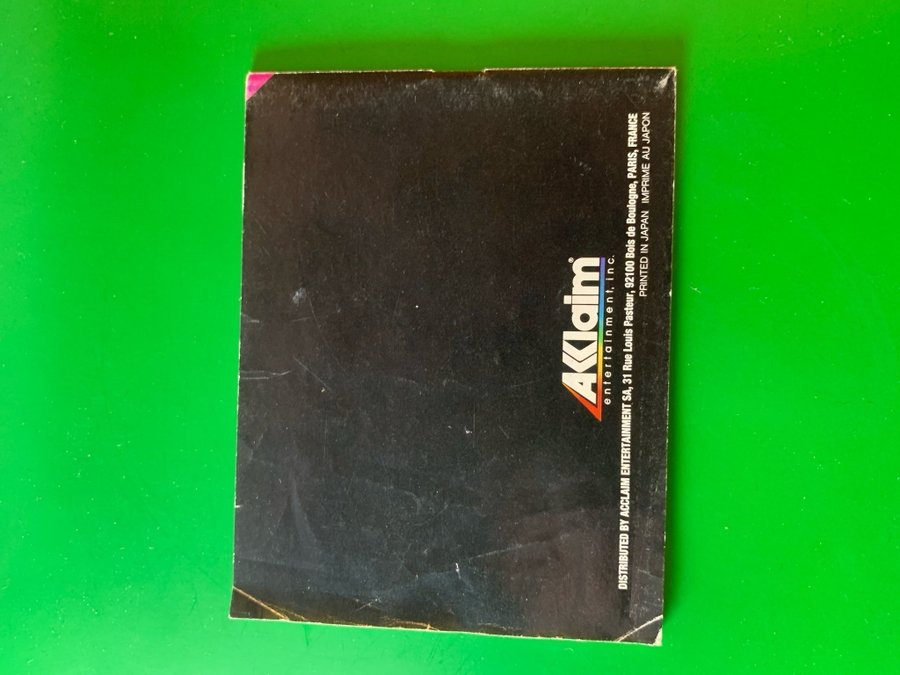 AKKlaim®
entertainment, inc.
DISTRIBUTED BY ACCLAIM ENTERTAINMENT SA, 31 Rue Louis Pasteur, 92100 Bois de Boulogne, PARIS, FRANCE
PRINTED IN JAPAN IMPRIME AU JAPON